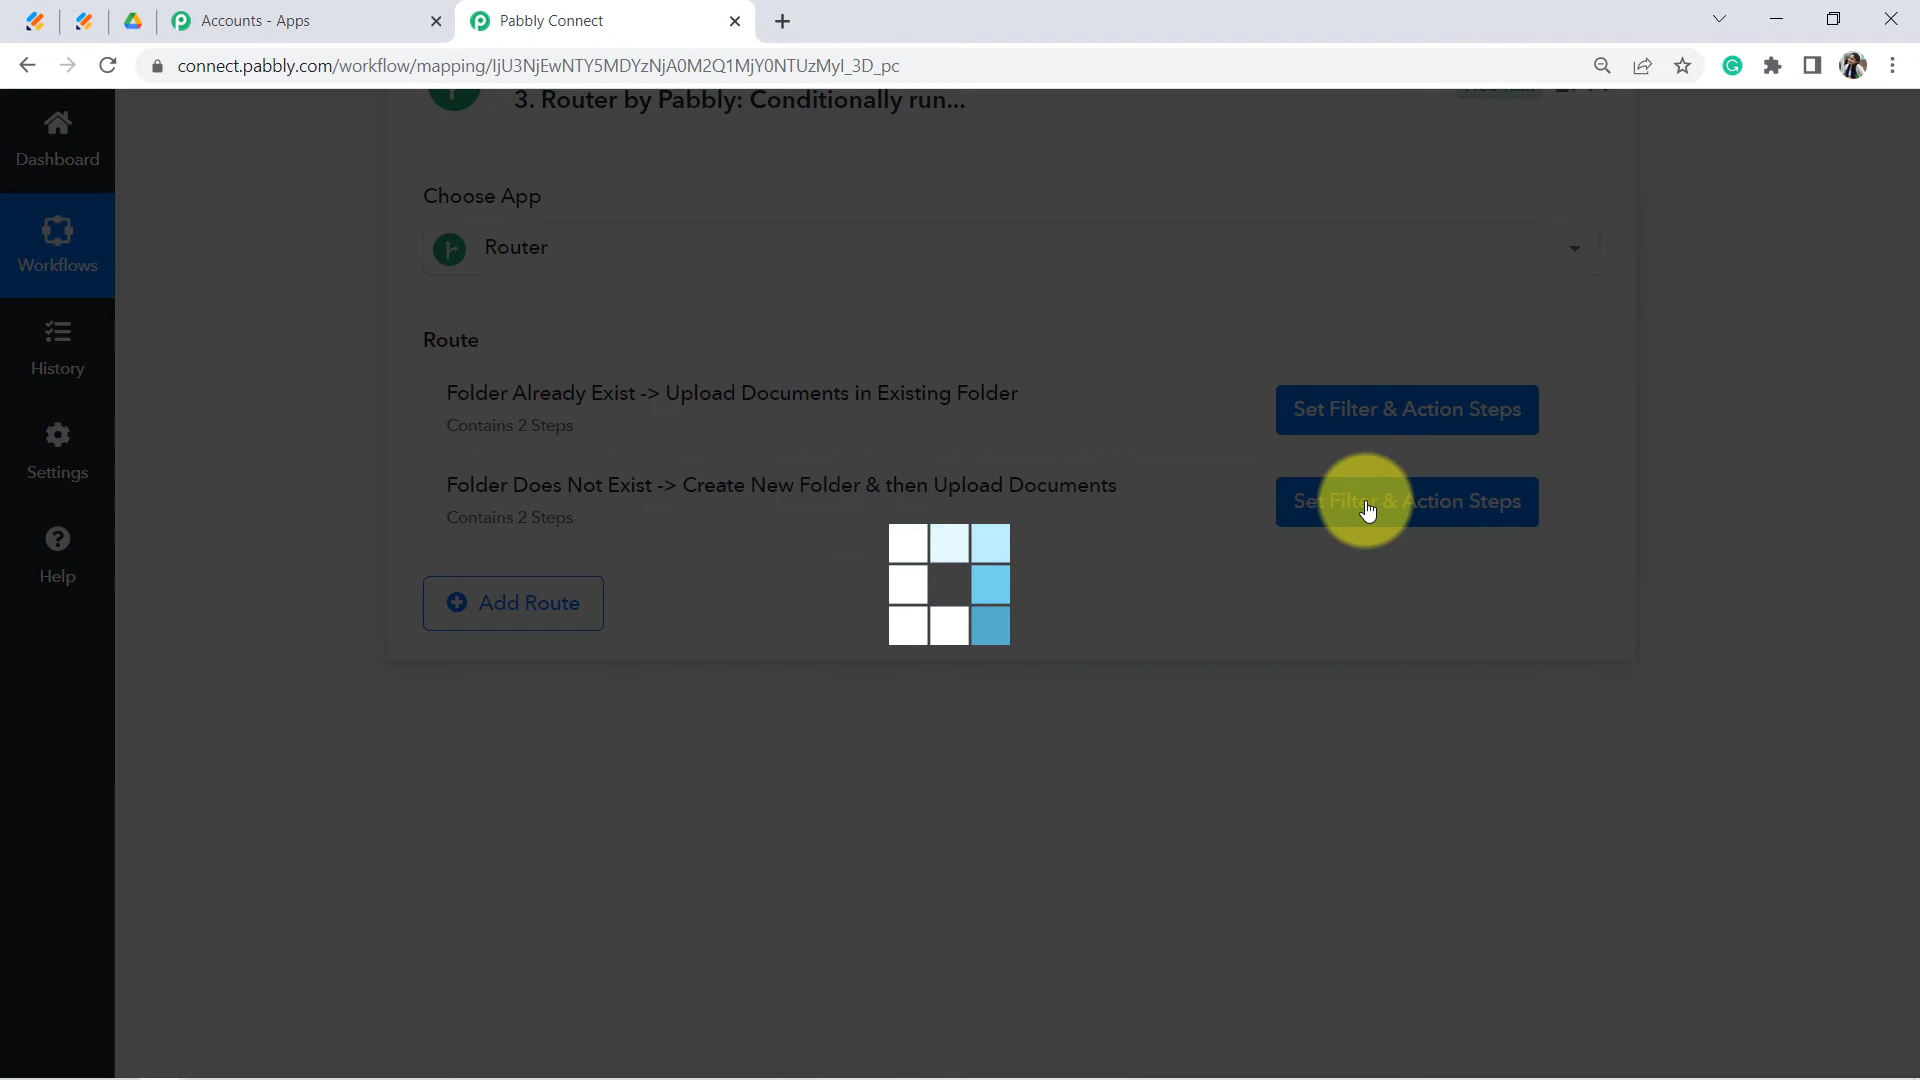 Accounts - Apps
Pabbly Connect
connect.pabbly.com/workflow/mapping/IjU3NjEwNTY5MDYzNjA0M2Q1MjY0NTUzMyI_3D_pc
3. Router by Pabbly: Conditionally run...
Dashboard
Workflows
History
Settings
Help
Choose App
Router
Route
Folder Already Exist -> Upload Documents in Existing Folder
Contains 2 Steps
Set Filter & Action Steps
Folder Does Not Exist -> Create New Folder & then Upload Documents
Contains 2 Steps
Set Filter & Action Steps
Add Route